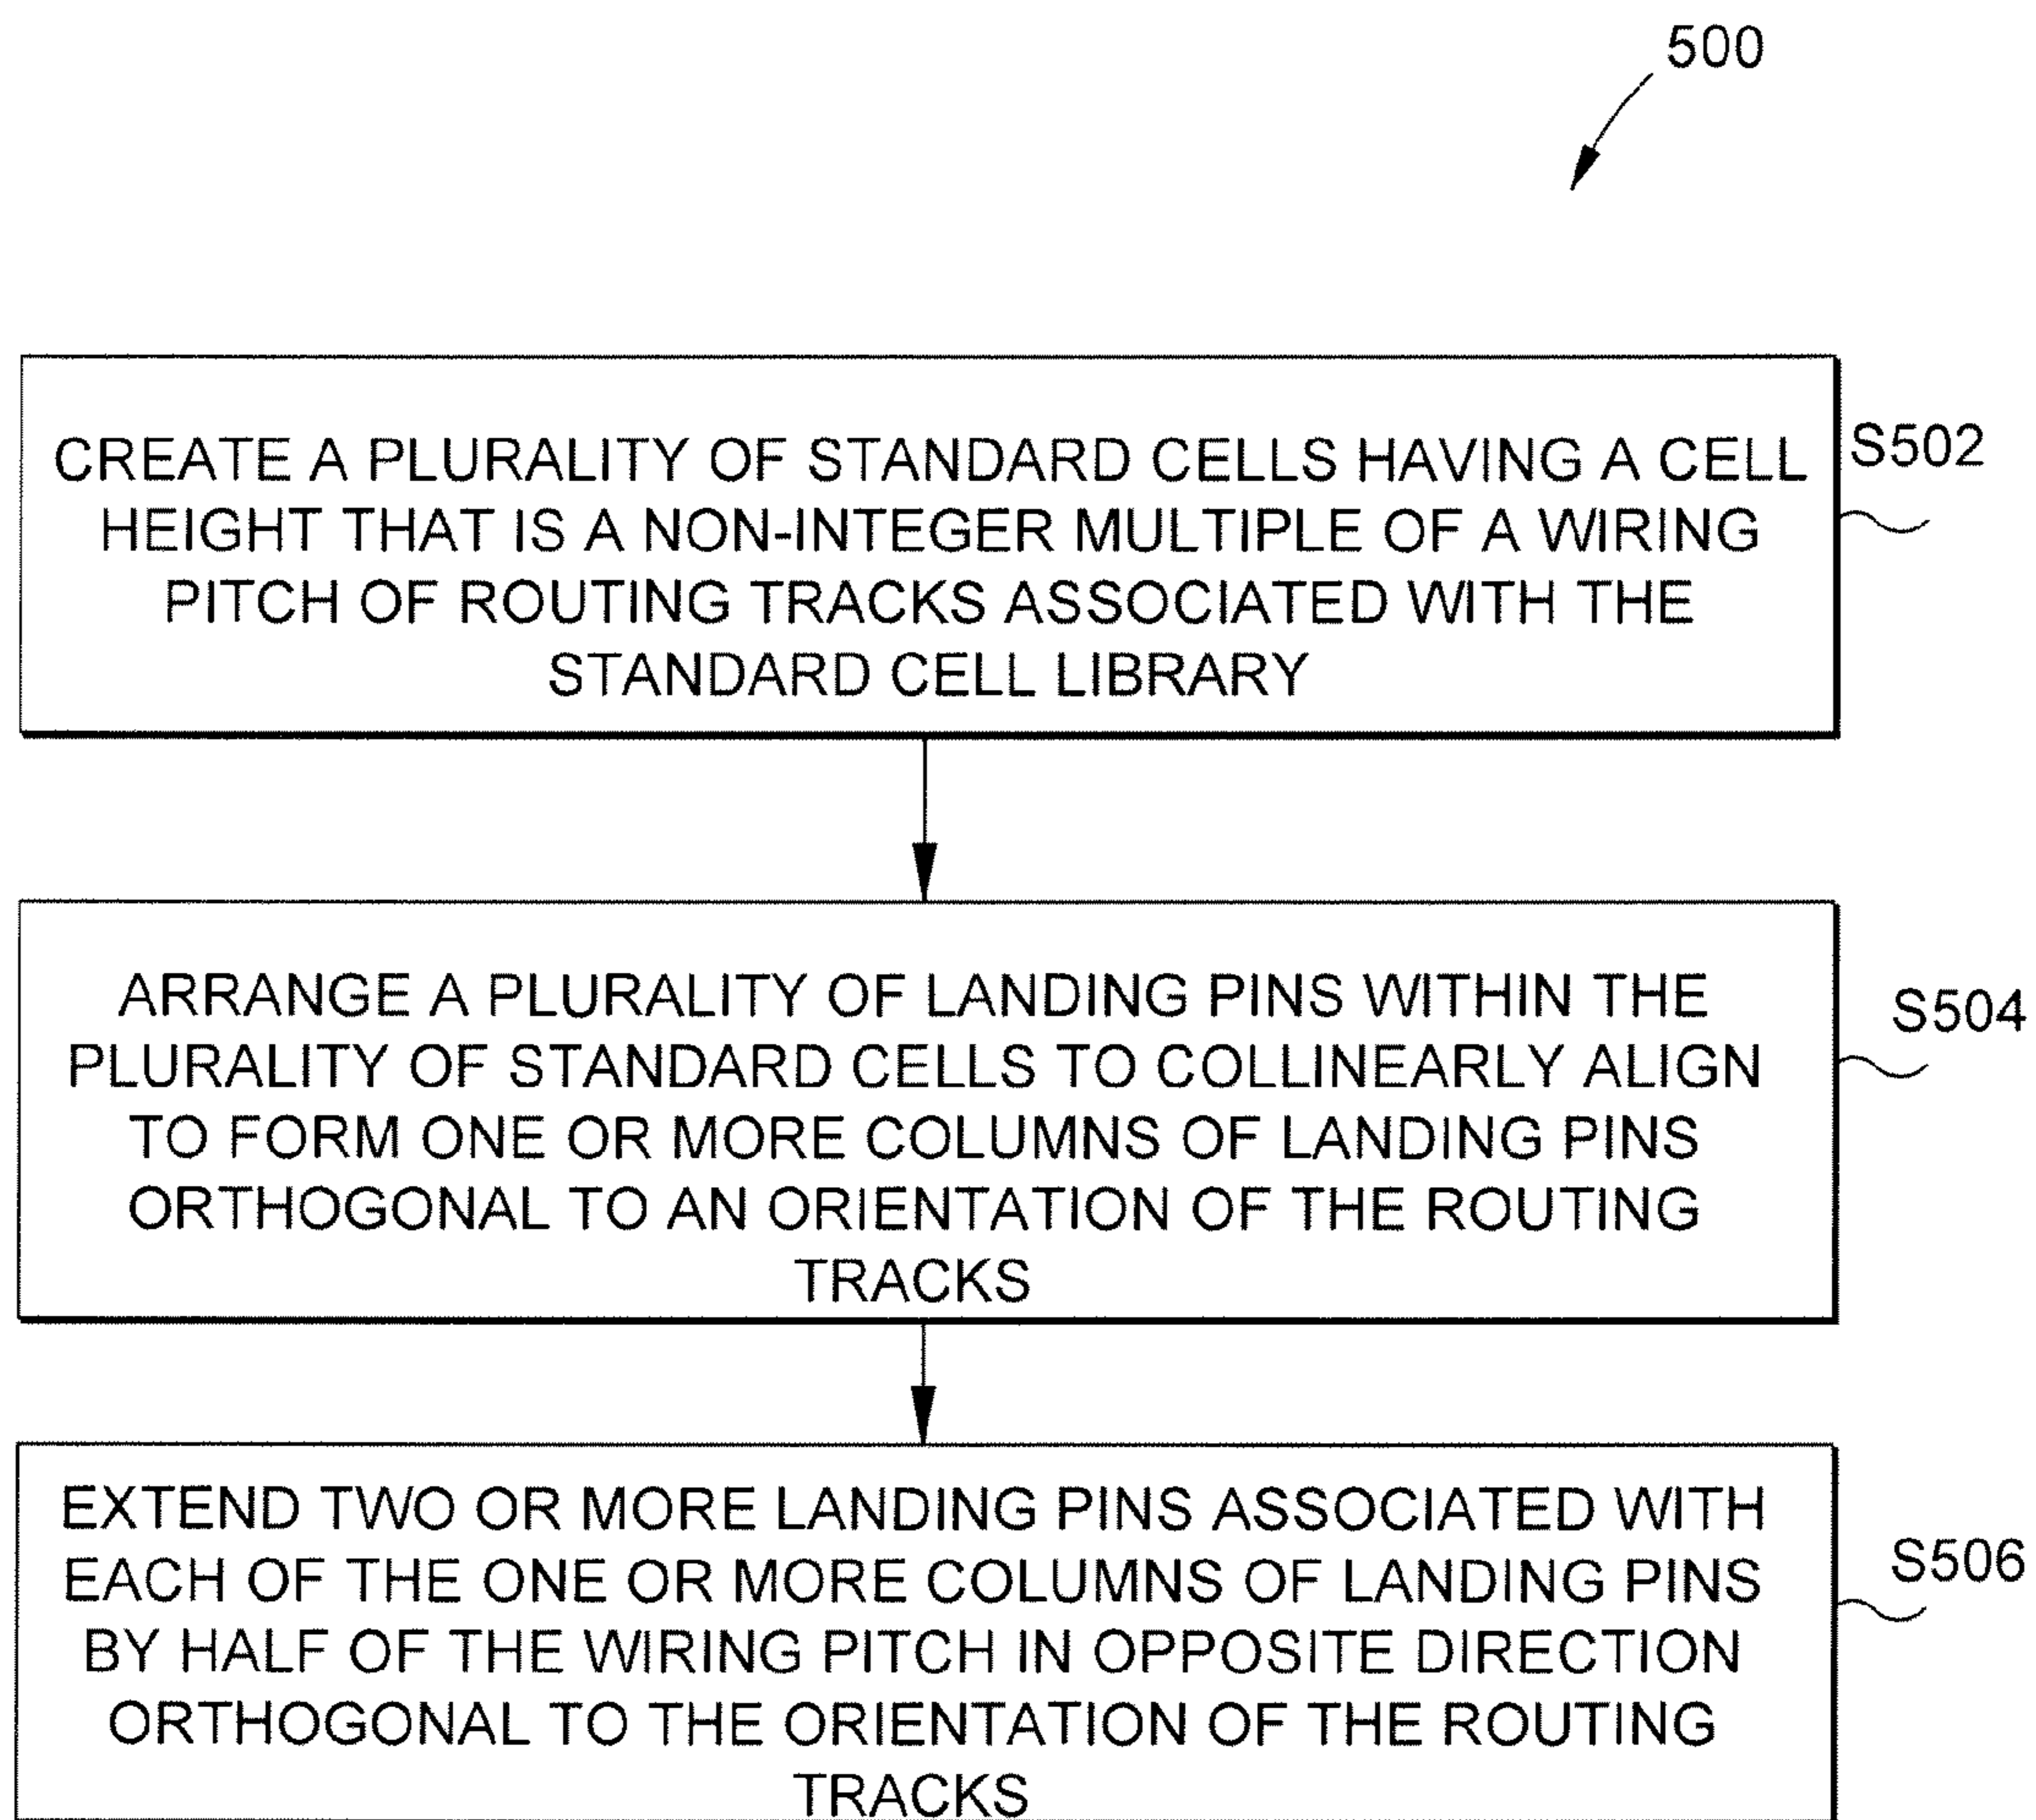 500
CREATE A PLURALITY OF STANDARD CELLS HAVING A CELL
HEIGHT THAT IS A NON-INTEGER MULTIPLE OF A WIRING
PITCH OF ROUTING TRACKS ASSOCIATED WITH THE
STANDARD CELL LIBRARY
S502
ARRANGE A PLURALITY OF LANDING PINS WITHIN THE
PLURALITY OF STANDARD CELLS TO COLLINEARLY ALIGN
TO FORM ONE OR MORE COLUMNS OF LANDING PINS
ORTHOGONAL TO AN ORIENTATION OF THE ROUTING
TRACKS
S504
EXTEND TWO OR MORE LANDING PINS ASSOCIATED WITH
EACH OF THE ONE OR MORE COLUMNS OF LANDING PINS
BY HALF OF THE WIRING PITCH IN OPPOSITE DIRECTION
ORTHOGONAL TO THE ORIENTATION OF THE ROUTING
TRACKS
S506